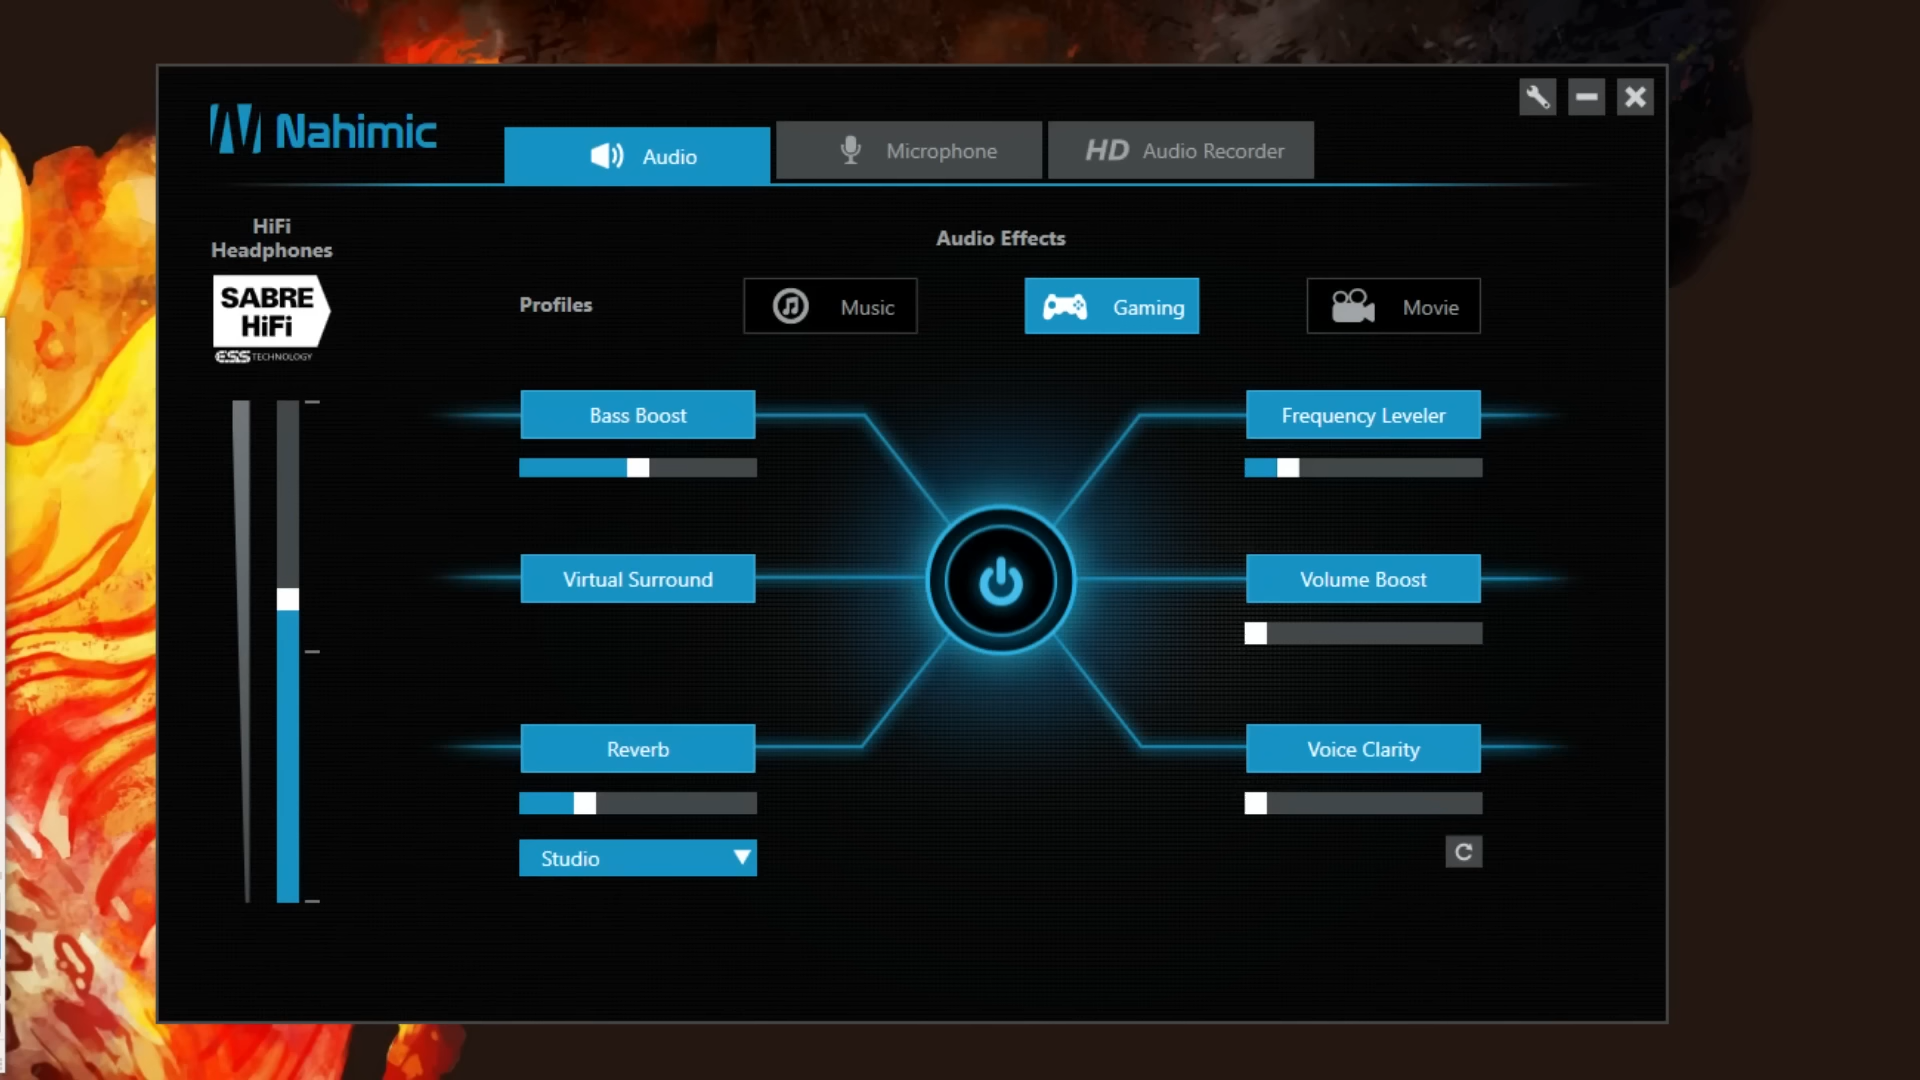 Nahimic
Audio
Microphone
HD Audio Recorder
HiFi
Headphones
SABRE
HiFi
ESS TECHNOLOGY
Audio Effects
Profiles
Music
Gaming
Movie
Bass Boost
Frequency Leveler
Virtual Surround
Volume Boost
Reverb
Voice Clarity
Studio